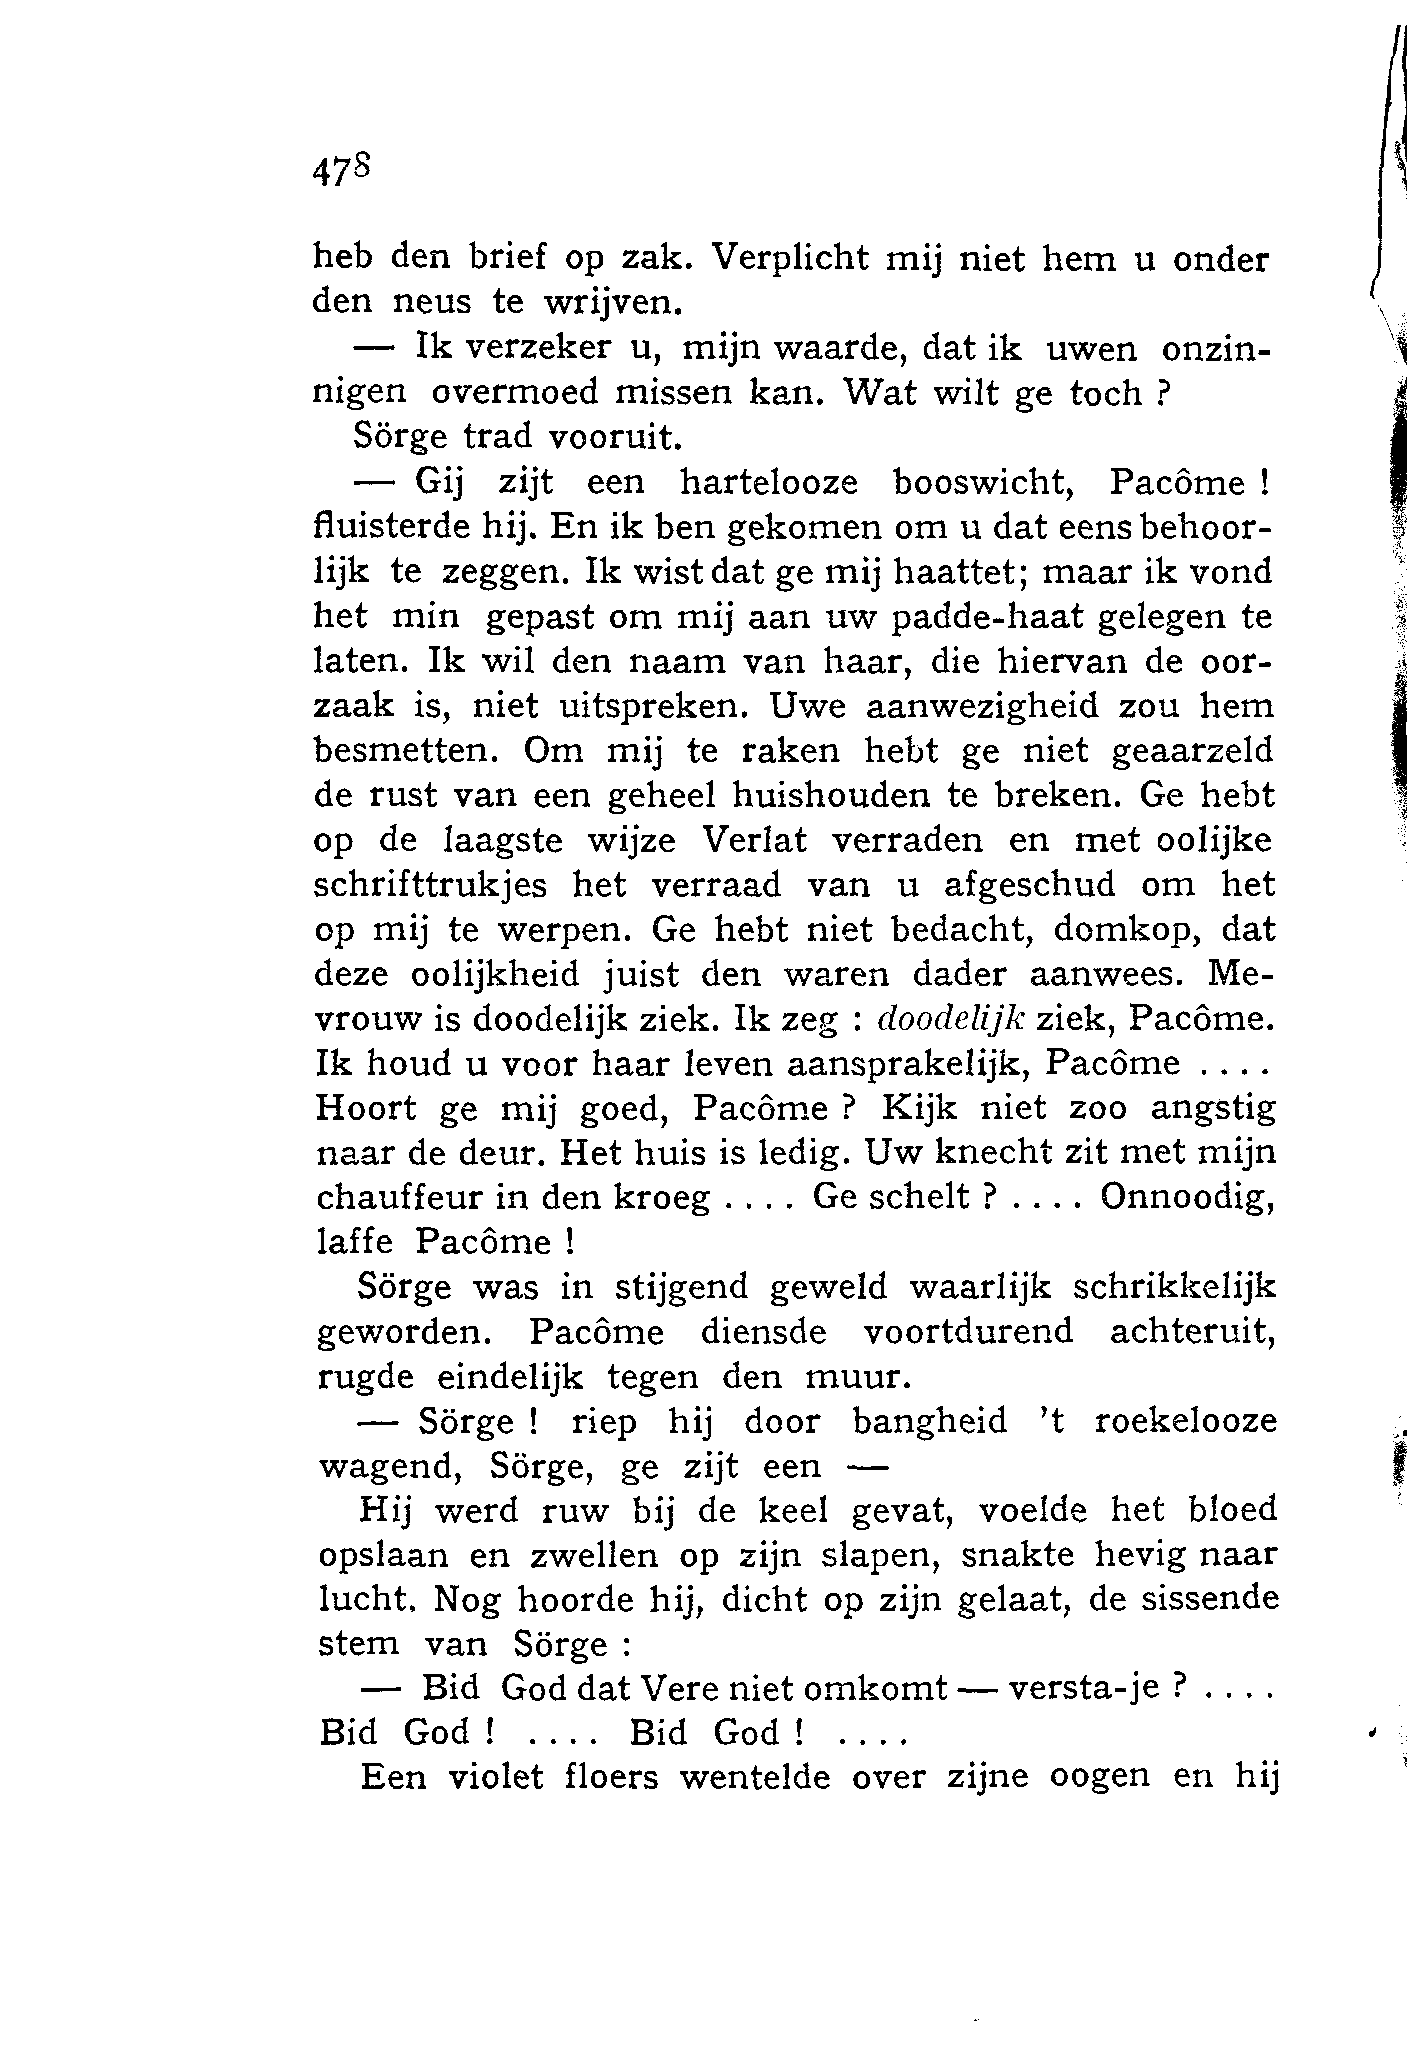 478
heb den brief op zak. Verplicht mij niet hem u onder
den neus te wrijven.
— Ik verzeker u, mijn waarde, dat ik uwen onzin-
nigen overmoed missen kan. Wat wilt ge toch ?
Sörge trad vooruit.
— Gij zijt een hartelooze booswicht, Pacôme !
fluisterde hij. En ik ben gekomen om u dat eens behoor-
lijk te zeggen. Ik wist dat ge mij haattet; maar ik vond
het min gepast om mij aan uw padde-haat gelegen te
laten. Ik wil den naam van haar, die hiervan de oor-
zaak is, niet uitspreken. Uwe aanwezigheid zou hem
besmetten. Om mij te raken hebt ge niet geaarzeld
de rust van een geheel huishouden te breken. Ge hebt
op de laagste wijze Verlat verraden en met oolijke
schrifttrukjes het verraad van u afgeschud om het
op mij te werpen. Ge hebt niet bedacht, domkop, dat
deze oolijkheid juist den waren dader aanwees. Me-
vrouw is doodelijk ziek. Ik zeg : doodelijk ziek, Pacôme.
Ik houd u voor haar leven aansprakelijk, Pacôme ....
Hoort ge mij goed, Pacôme ? Kijk niet zoo angstig
naar de deur. Het huis is ledig. Uw knecht zit met mijn
chauffeur in den kroeg .... Ge schelt ? .... Onnoodig,
laffe Pacôme !
Sörge was in stijgend geweld waarlijk schrikkelijk
geworden. Pacôme diensde voortdurend achteruit,
rugde eindelijk tegen den muur.
— Sörge ! riep hij door bangheid 't roekelooze
wagend, Sörge, ge zijt een —
Hij werd ruw bij de keel gevat, voelde het bloed
opslaan en zwellen op zijn slapen, snakte hevig naar
lucht. Nog hoorde hij, dicht op zijn gelaat, de sissende
stem van Sörge :
— Bid God dat Vere niet omkomt — versta-je ? ....
Bid God ! .... Bid God ! ....
Een violet floers wentelde over zijne oogen en hij